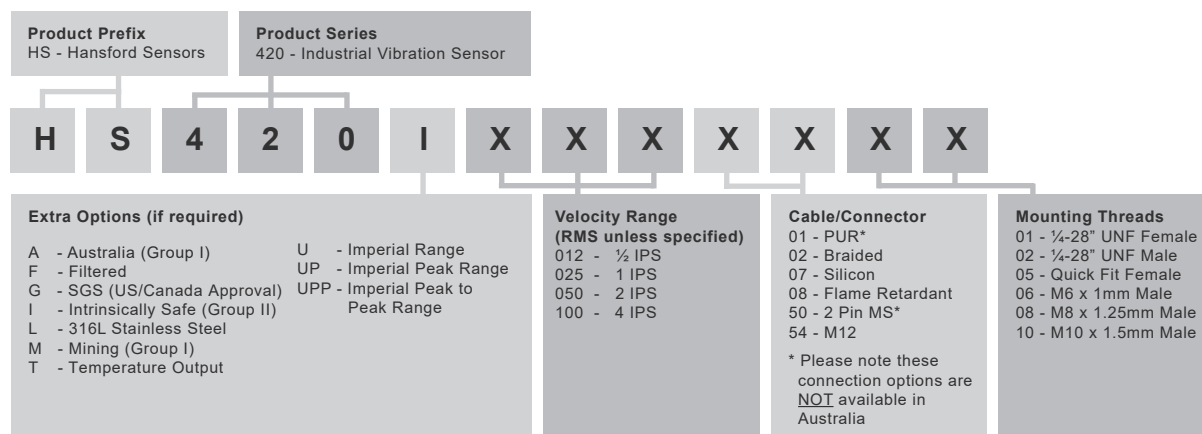 Product Prefix
HS - Hansford Sensors
Product Series
420 - Industrial Vibration Sensor
H S 4 2 0 I X X X X X X X
Extra Options (if required)
A - Australia (Group I)
F - Filtered
G - SGS (US/Canada Approval)
I - Intrinsically Safe (Group II)
L - 316L Stainless Steel
M - Mining (Group I)
T - Temperature Output
U - Imperial Range
UP - Imperial Peak Range
UPP - Imperial Peak to
Peak Range
Velocity Range
(RMS unless specified)
012 - ½ IPS
025 - 1 IPS
050 - 2 IPS
100 - 4 IPS
Cable/Connector
01 - PUR*
02 - Braided
07 - Silicon
08 - Flame Retardant
50 - 2 Pin MS*
54 - M12
* Please note these
connection options are
NOT available in
Australia
Mounting Threads
01 - ¼-28” UNF Female
02 - ¼-28” UNF Male
05 - Quick Fit Female
06 - M6 x 1mm Male
08 - M8 x 1.25mm Male
10 - M10 x 1.5mm Male